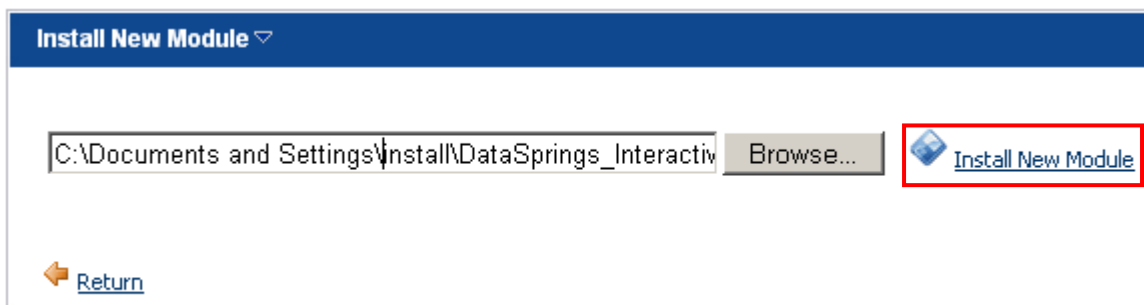 Install New Module
C:\Documents and Settings\install\DataSprings_Interactiv Browse... Install New Module
Return